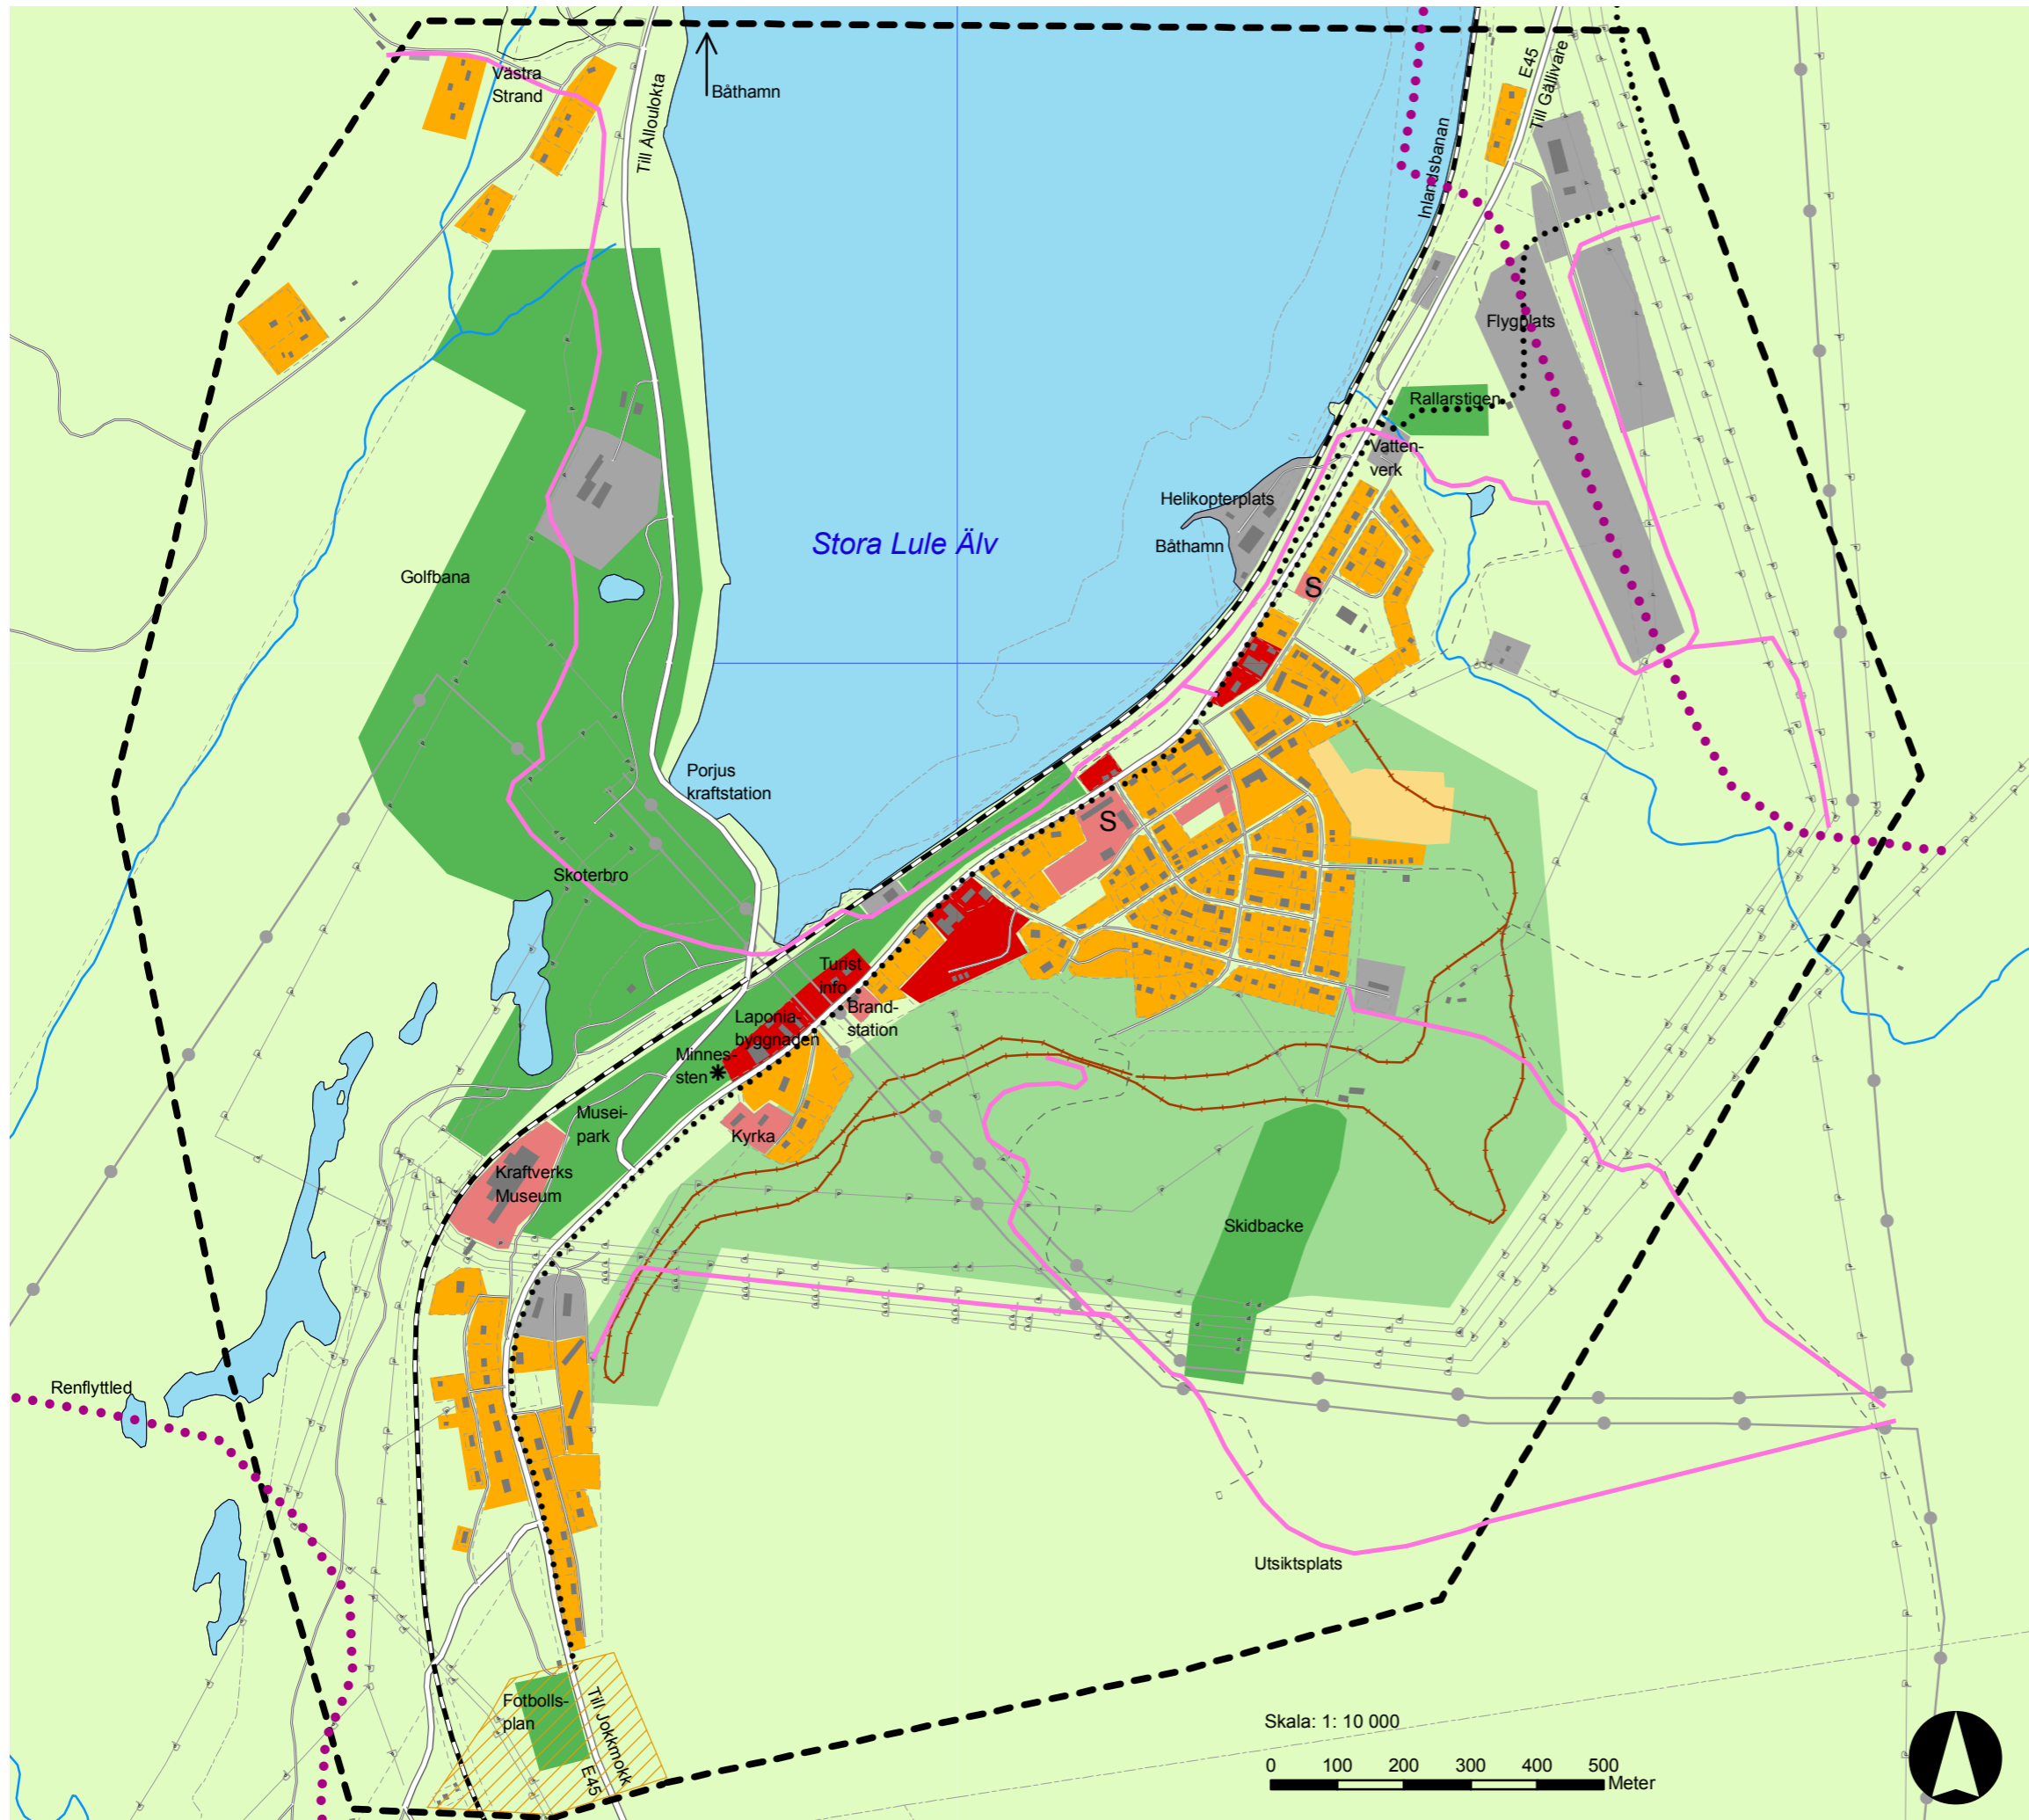 Västra
Strand
Båthamn
Till Ålloulokta
E45
Till Gällivare
Inlandsbanan
Flygplats
Rallarstigen
Vatten-
verk
Helikopterplats
Båthamn
Stora Lule Älv
S
Golfbana
Porjus
kraftstation
S
Skoterbro
Turist
info
Brand-
station
Laponia-
byggnaden
Minnes-
sten
Musei-
park
Kyrka
Kraftverks
Museum
Skidbacke
Renflyttled
Utsiktsplats
Fotbolls-
plan
Till Jokkmokk
E45
Skala: 1: 10 000
0 100 200 300 400 500
Meter